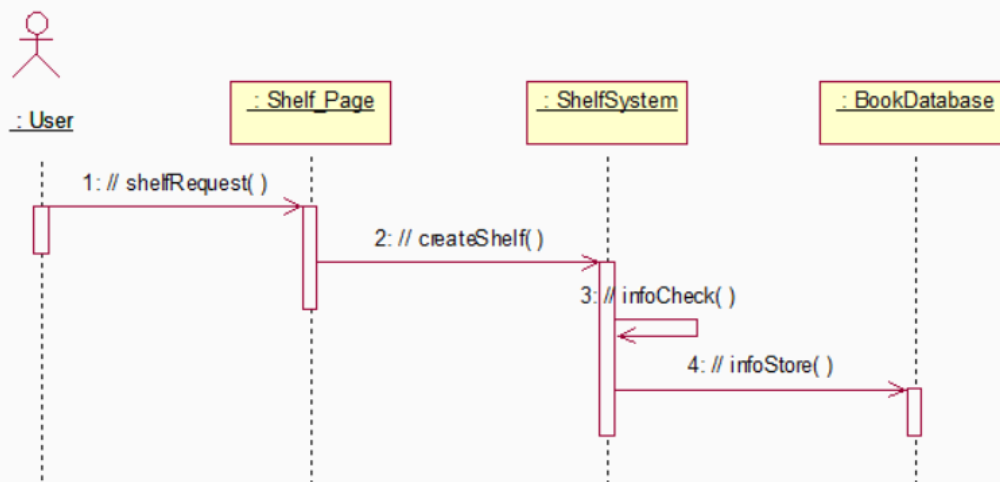 : Shelf_Page
: ShelfSystem
: BookDatabase
: User
1: // shelfRequest( )
2: // createShelf( )
3: // infoCheck( )
4: // infoStore( )